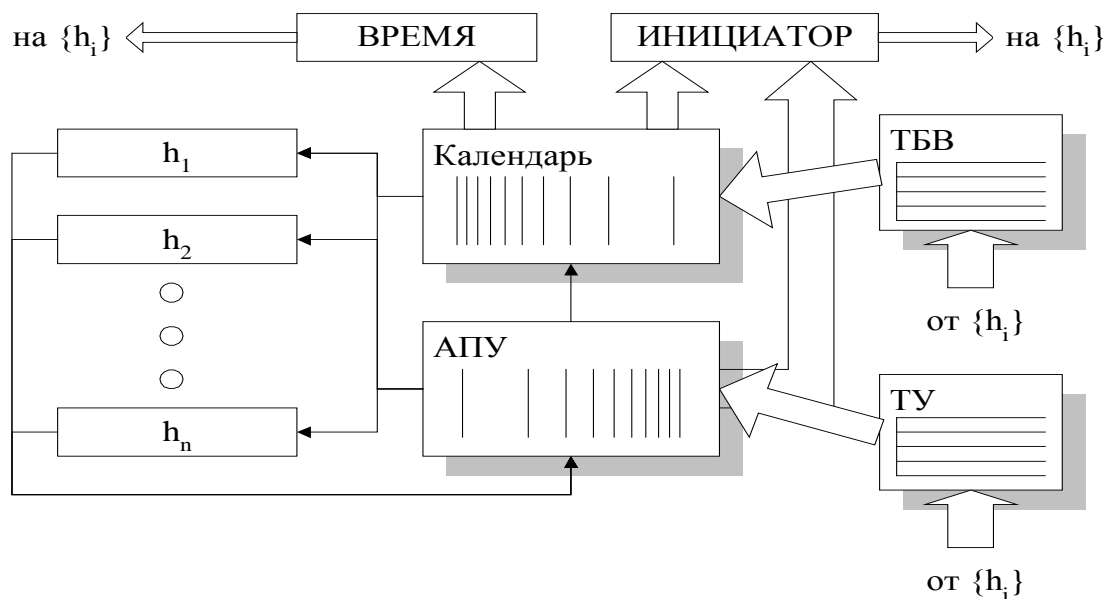 на {hi} ВРЕМЯ ИНИЦИАТОР на {hi}
h1
Календарь
ТБВ
h2
от {hi}
АПУ
ТУ
hn
от {hi}